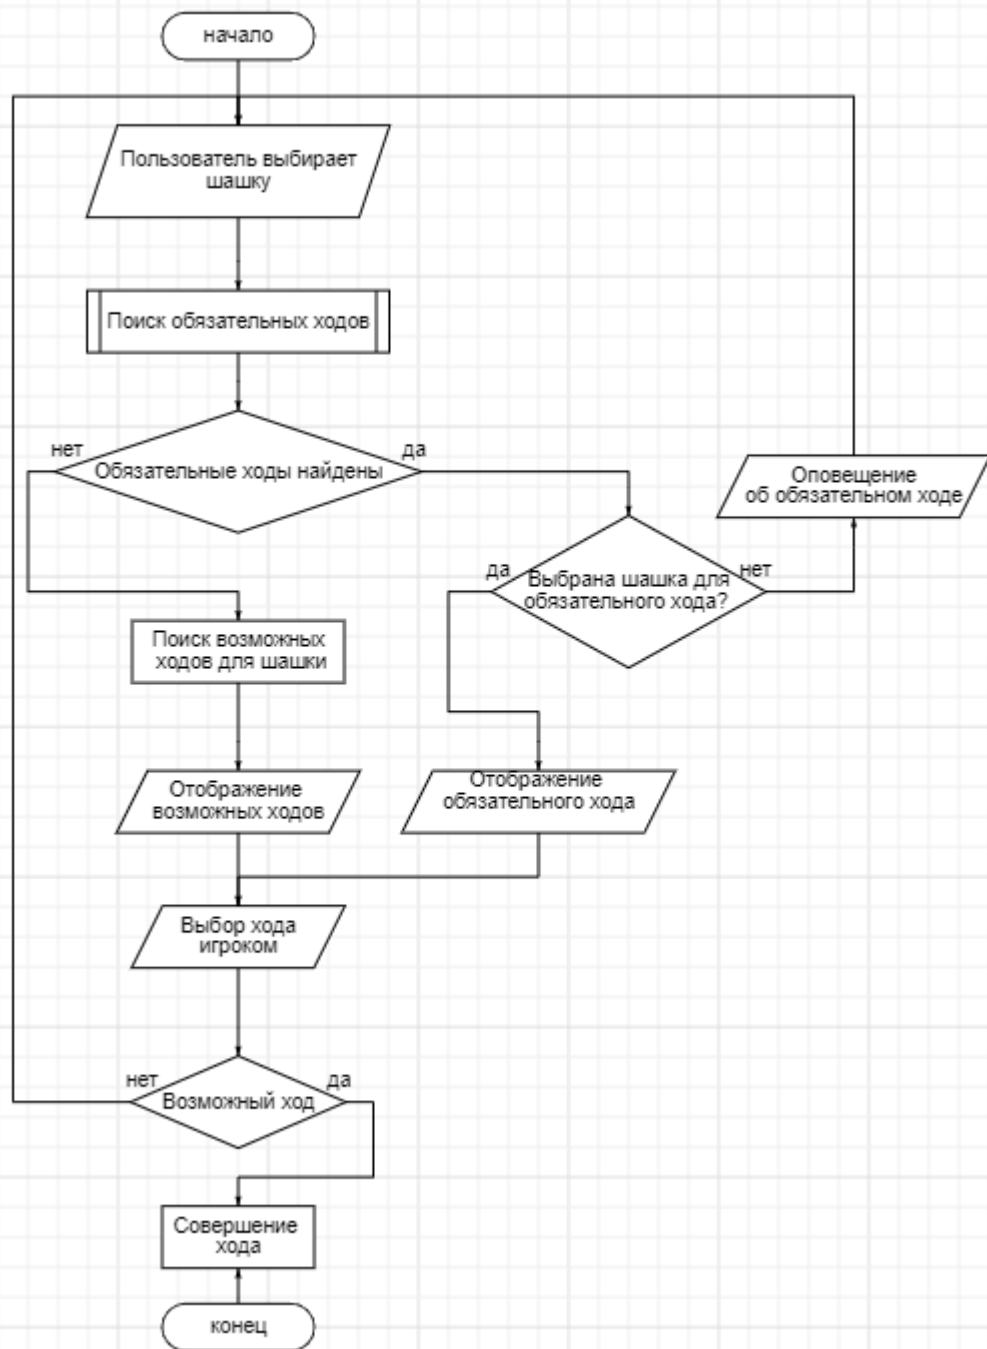 начало
Пользователь выбирает
шашку
Поиск обязательных ходов
нет
да
Обязательные ходы найдены
Оповещение
об обязательном ходе
да
нет
Выбрана шашка для
обязательного хода?
Поиск возможных
ходов для шашки
Отображение
возможных ходов
Отображение
обязательного хода
Выбор хода
игроком
нет
да
Возможный ход
Совершение
хода
конец